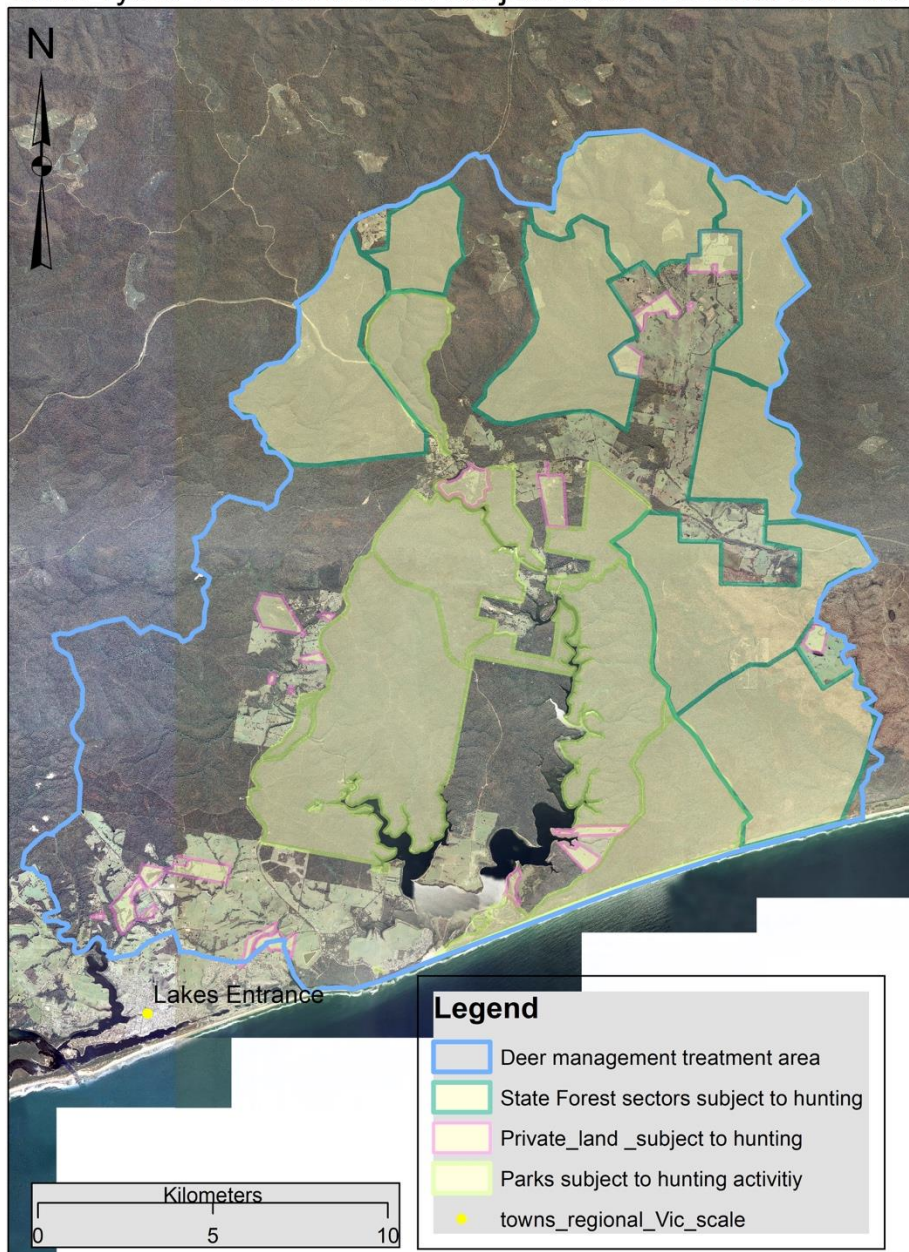 N
Lakes Entrance
Legend
Deer management treatment area
State Forest sectors subject to hunting
Private_land _subject to hunting
Parks subject to hunting activitiy
towns_regional_Vic_scale
Kilometers
0 5 10